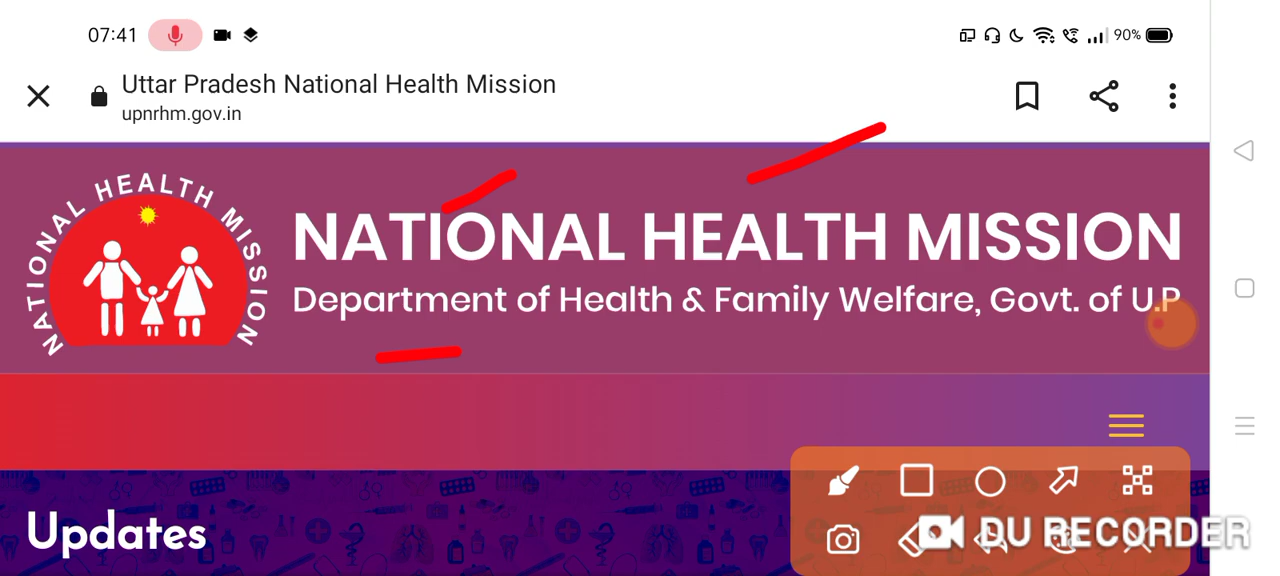 07:41
90%
Uttar Pradesh National Health Mission
upnrhm.gov.in
NATIONAL HEALTH MISSION
NATIONAL HEALTH MISSION
Department of Health & Family Welfare, Govt. of U.P
Updates
DU RECORDER